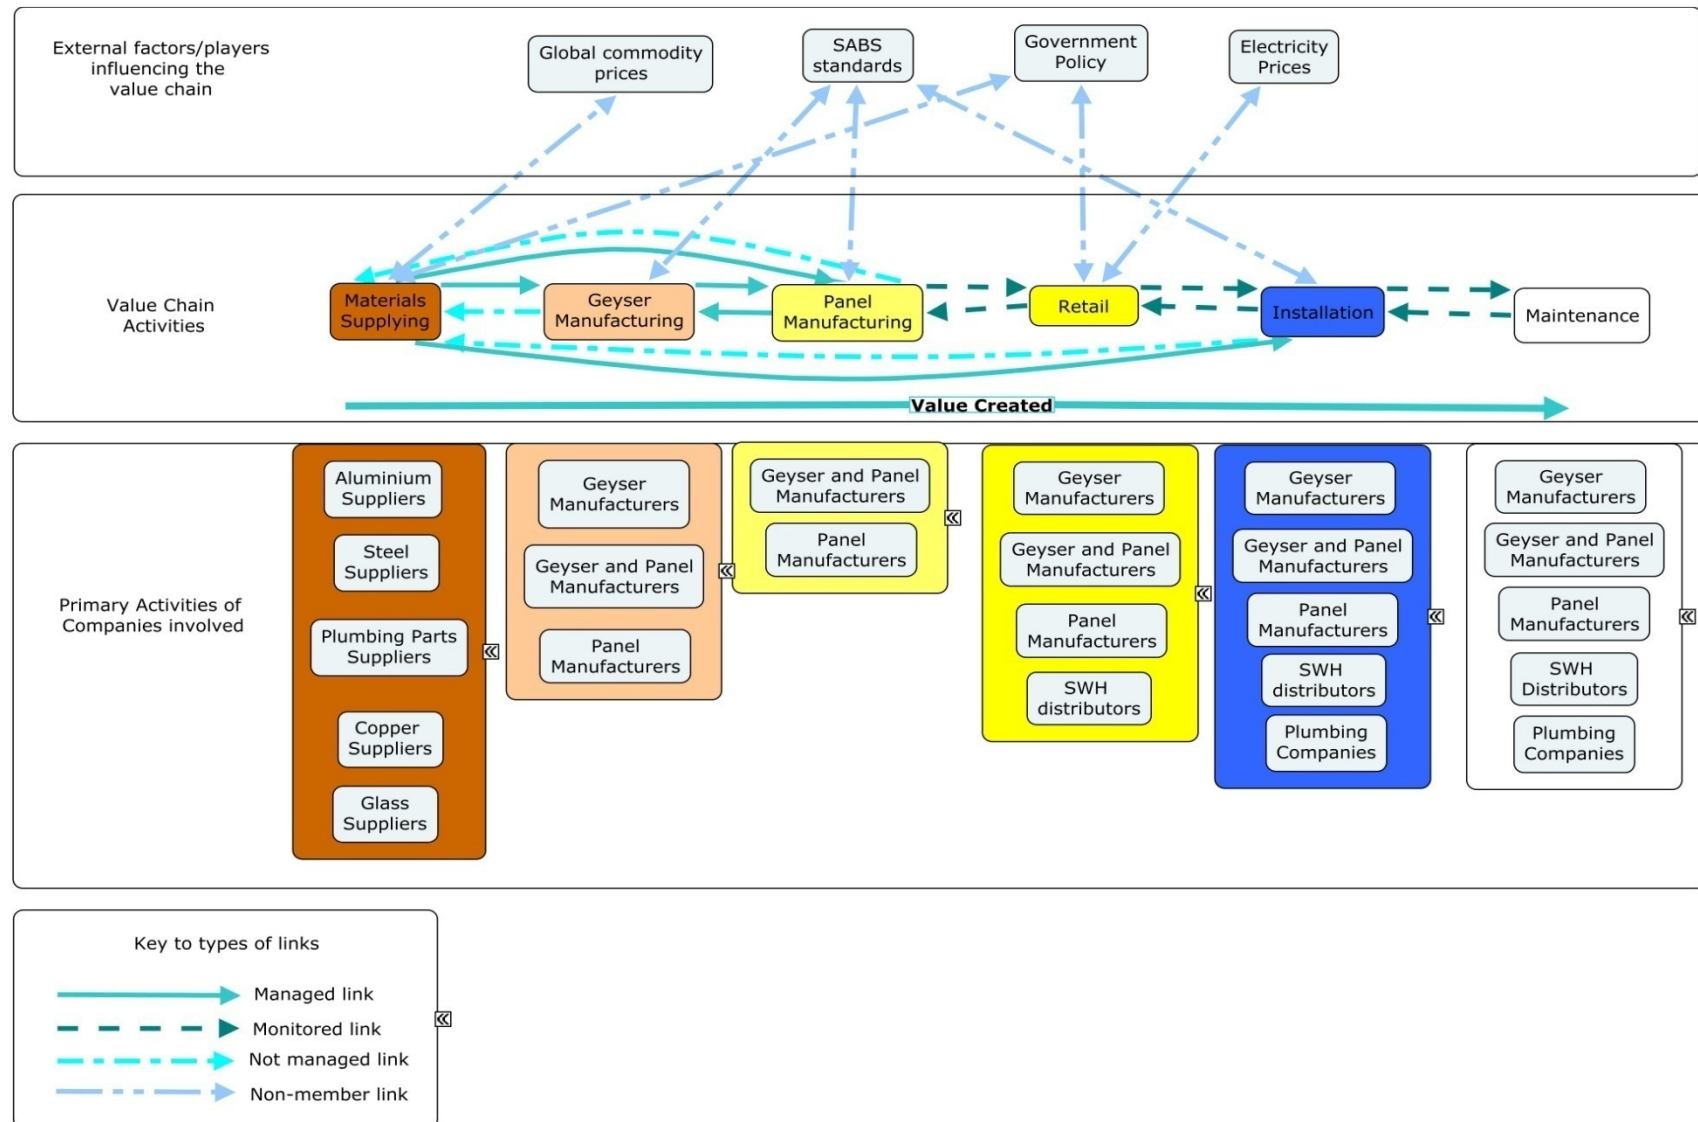 External factors/players
influencing the
value chain
Global commodity
prices
SABS
standards
Government
Policy
Electricity
Prices
Value Chain
Activities
Materials
Supplying
Geyser
Manufacturing
Panel
Manufacturing
Retail
Installation
Maintenance
Value Created
Primary Activities of
Companies involved
Aluminium
Suppliers
Steel
Suppliers
Plumbing Parts
Suppliers
Copper
Suppliers
Glass
Suppliers
Geyser
Manufacturers
Geyser and Panel
Manufacturers
Panel
Manufacturers
Geyser and Panel
Manufacturers
Panel
Manufacturers
Geyser
Manufacturers
Geyser and Panel
Manufacturers
Panel
Manufacturers
SWH
distributors
Geyser
Manufacturers
Geyser and Panel
Manufacturers
Panel
Manufacturers
SWH
distributors
Plumbing
Companies
Geyser
Manufacturers
Geyser and Panel
Manufacturers
Panel
Manufacturers
SWH
Distributors
Plumbing
Companies
Key to types of links
Managed link
Monitored link
Not managed link
Non-member link